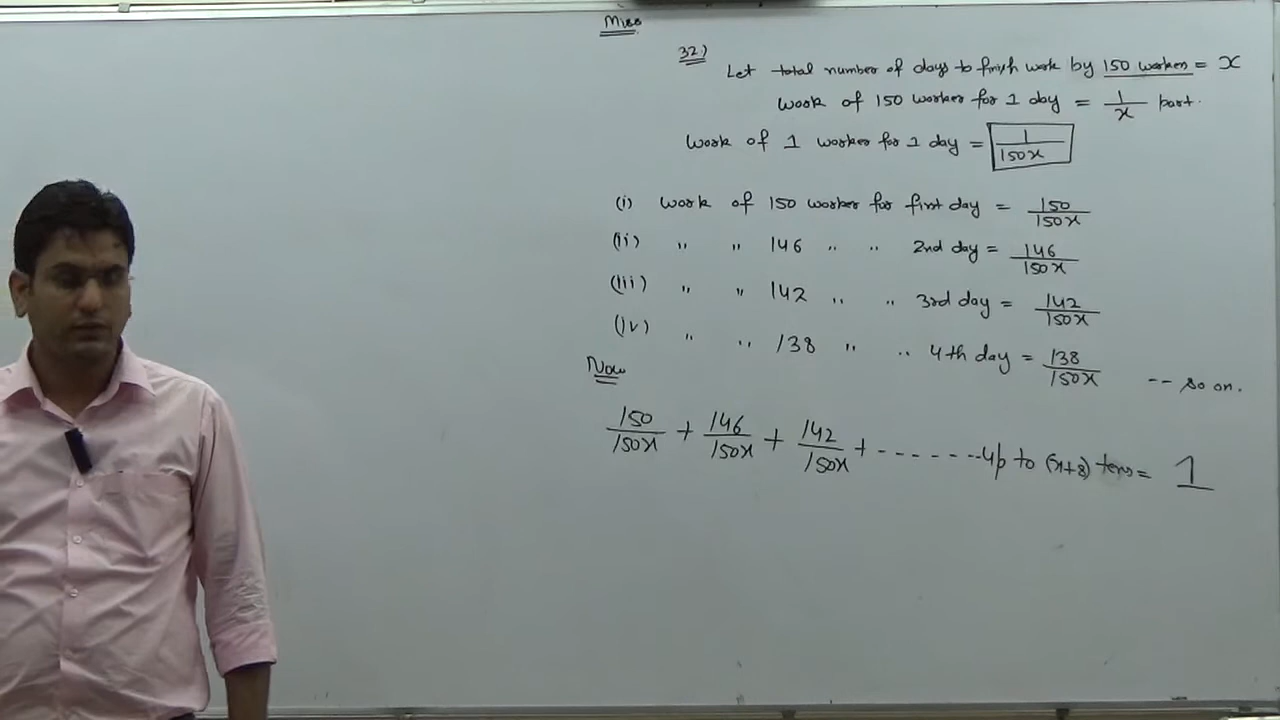 Misc
32)
Let total number of days to finish work by 150 workers = x
Work of 150 worker for 1 day = 1/x part.
Work of 1 worker for 1 day = 1/150x
(i) Work of 150 worker for first day = 150/150x
(ii) " " 146 " " 2nd day = 146/150x
(iii) " " 142 " " 3rd day = 142/150x
(iv) " " 138 " " 4th day = 138/150x -- so on.
Now
150/150x + 146/150x + 142/150x + ------- up to (x+8) terms = 1